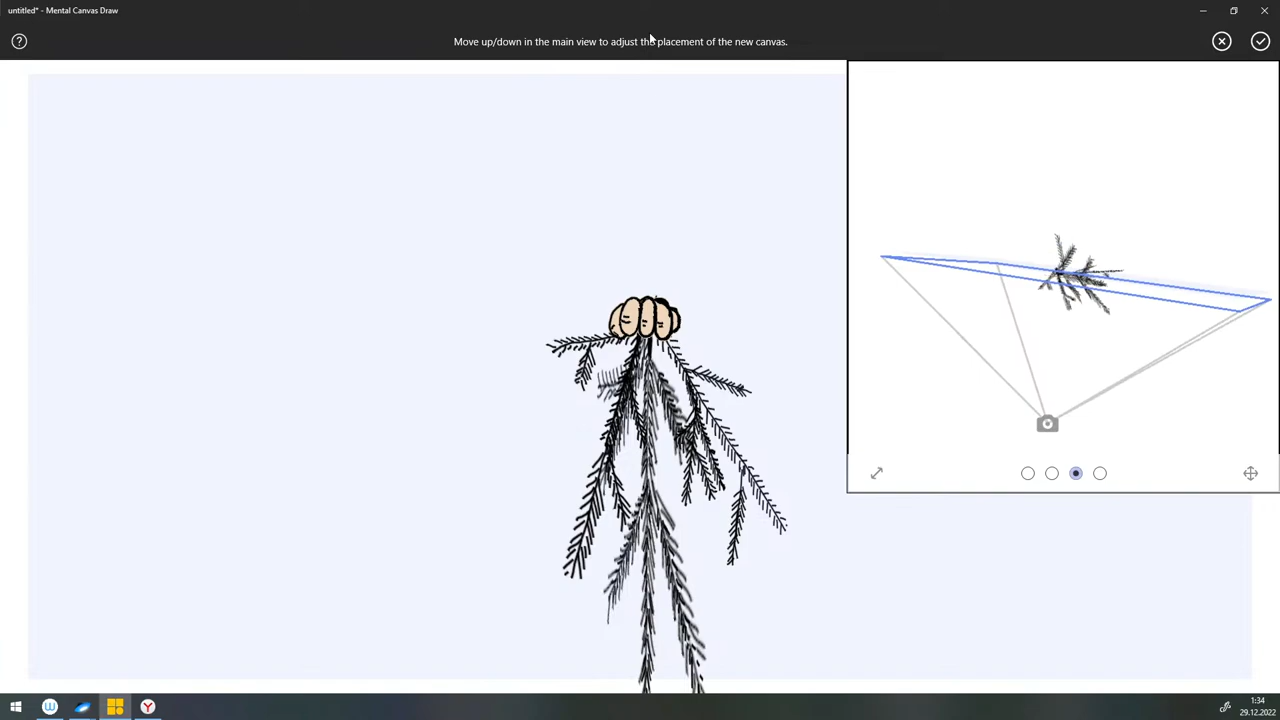 untitled* - Mental Canvas Draw
Move up/down in the main view to adjust the placement of the new canvas.
1:34
29.12.2022